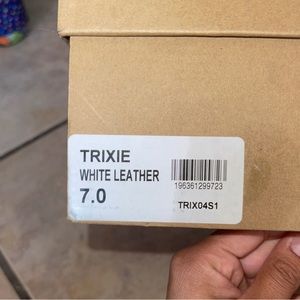 TRIXIE
WHITE LEATHER
7.0
196361299723
TRIX04S1